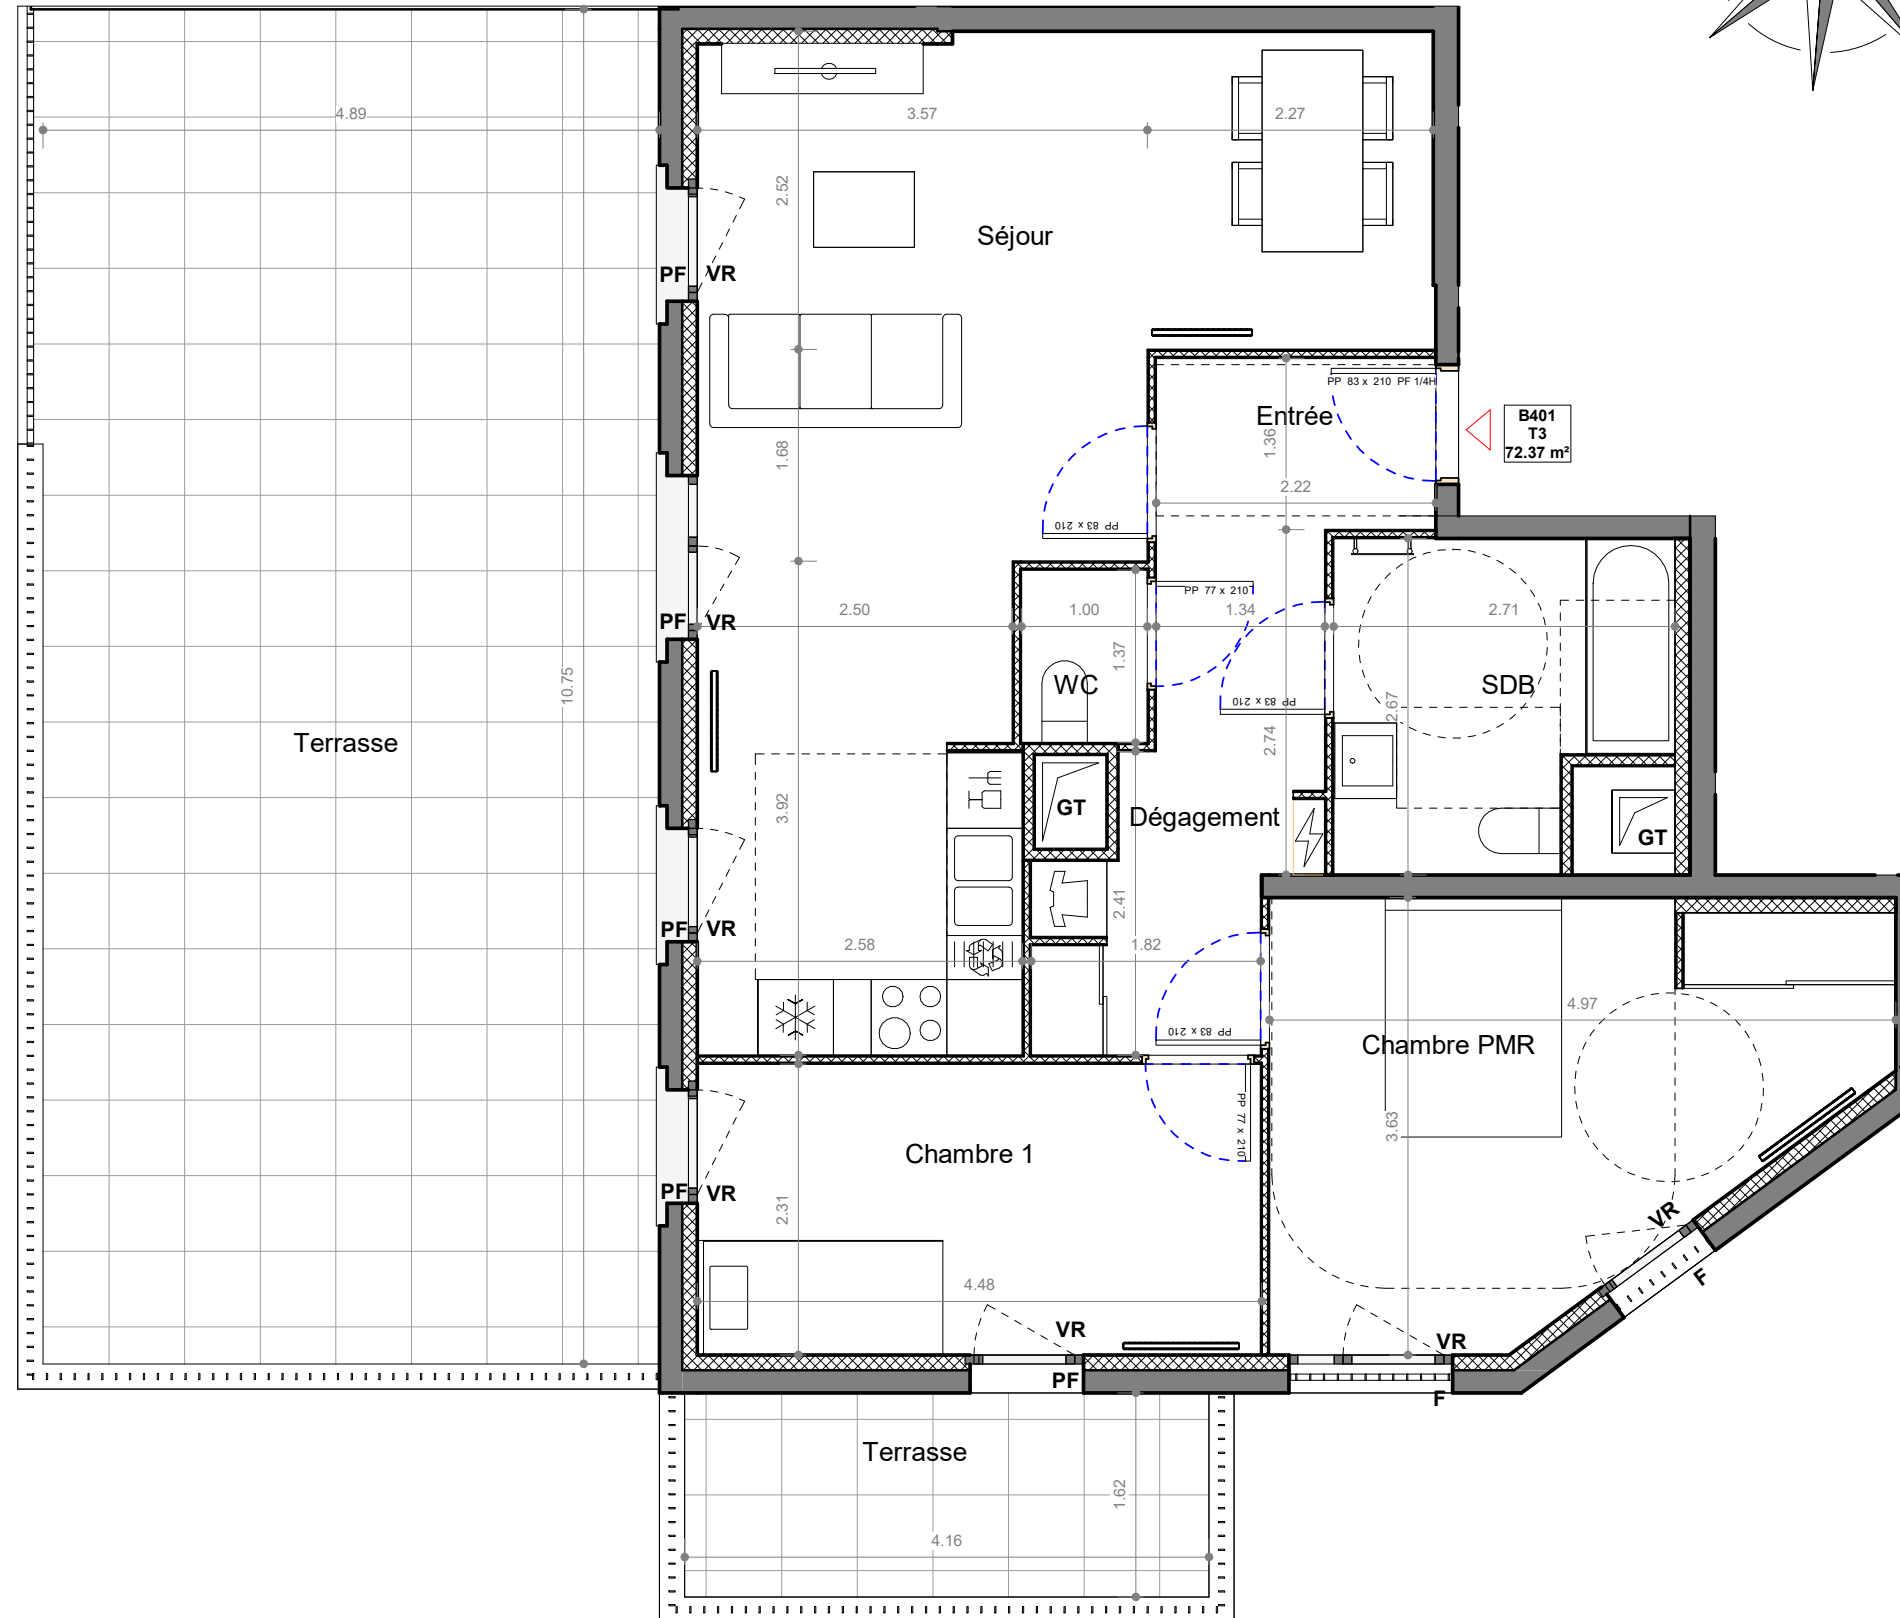 4.89
3.57
2.27
2.52
Séjour
PF
VR
PP 83 x 210 PF 1/4H
Entrée
B401
T3
72.37 m²
1.68
1.36
2.22
PP 83 x 210
PP 77 x 210
2.50
1.00
1.34
2.71
PF
VR
1.37
10.75
WC
SDB
PP 83 x 210
2.67
2.74
Terrasse
3.92
GT
Dégagement
GT
2.41
PF
VR
2.58
1.82
4.97
PP 83 x 210
Chambre PMR
3.63
PP 77 x 210
Chambre 1
PF
VR
2.31
VR
F
4.48
VR
VR
PF
F
Terrasse
1.62
4.16